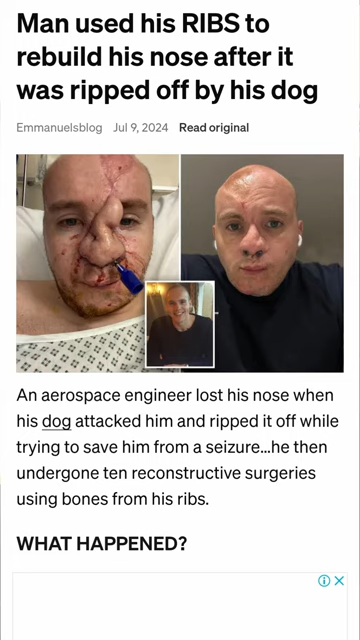 Man used his RIBS to
rebuild his nose after it
was ripped off by his dog
Emmanuelsblog Jul 9, 2024 Read original
An aerospace engineer lost his nose when
his dog attacked him and ripped it off while
trying to save him from a seizure...he then
undergone ten reconstructive surgeries
using bones from his ribs.
WHAT HAPPENED?